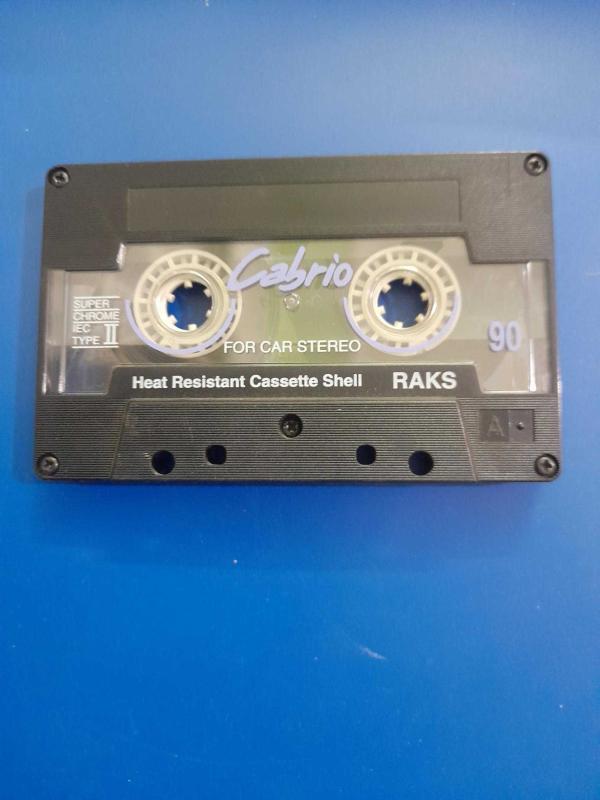 Cabrio
SUPER
CHROME
IEC
TYPE II
FOR CAR STEREO
90
Heat Resistant Cassette Shell
RAKS
A